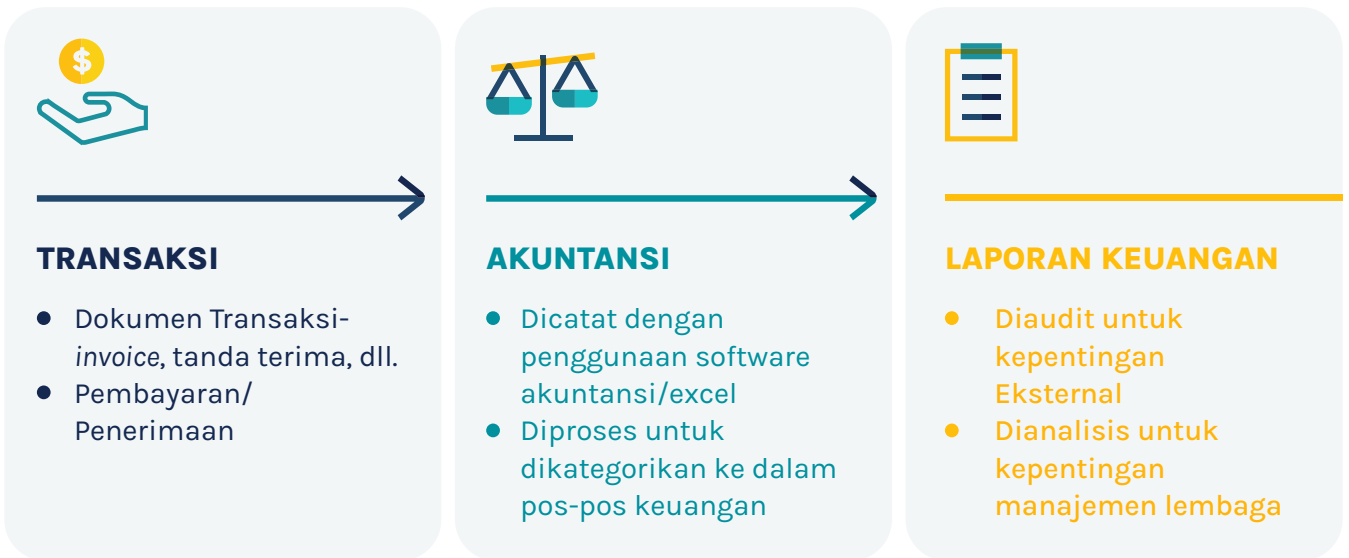 $
TRANSAKSI
● Dokumen Transaksi-
invoice, tanda terima, dll.
● Pembayaran/
Penerimaan
AKUNTANSI
● Dicatat dengan
penggunaan software
akuntansi/excel
● Diproses untuk
dikategorikan ke dalam
pos-pos keuangan
LAPORAN KEUANGAN
● Diaudit untuk
kepentingan
Eksternal
● Dianalisis untuk
kepentingan
manajemen lembaga